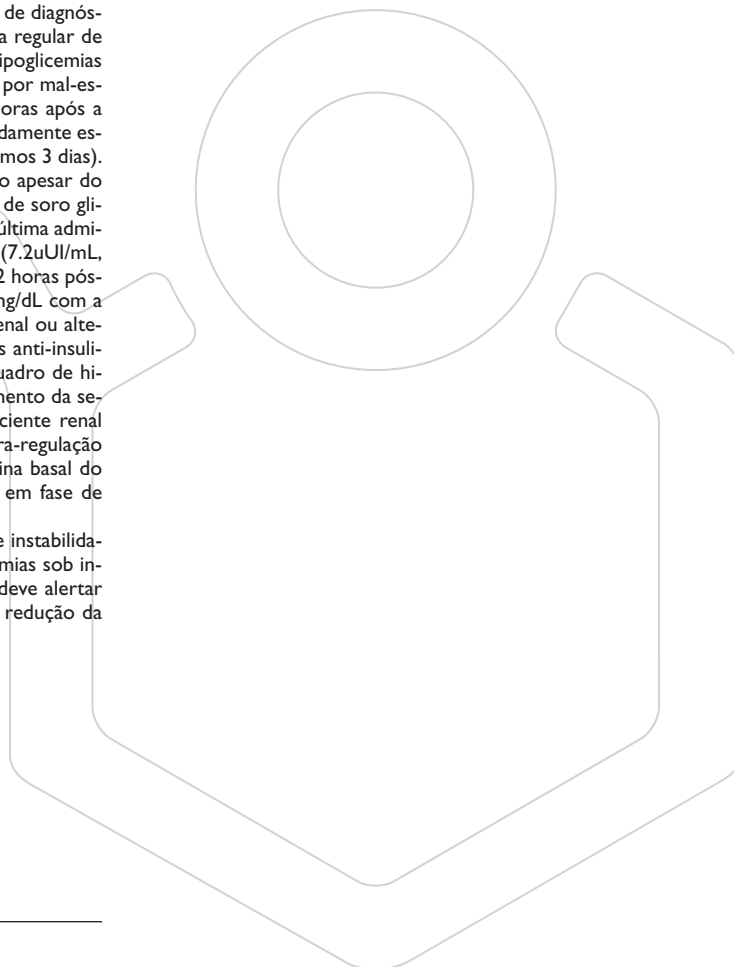 de diagnós-
a regular de
ipoglicemias
por mal-es-
oras após a
damente es-
mos 3 dias).
o apesar do
de soro gli-
última admi-
(7.2uUI/mL,
2 horas pós-
ng/dL com a
enal ou alte-
s anti-insuli-
uadro de hi-
mento da se-
ciente renal
ra-regulação
ina basal do
em fase de
e instabilida-
mias sob in-
deve alertar
redução da